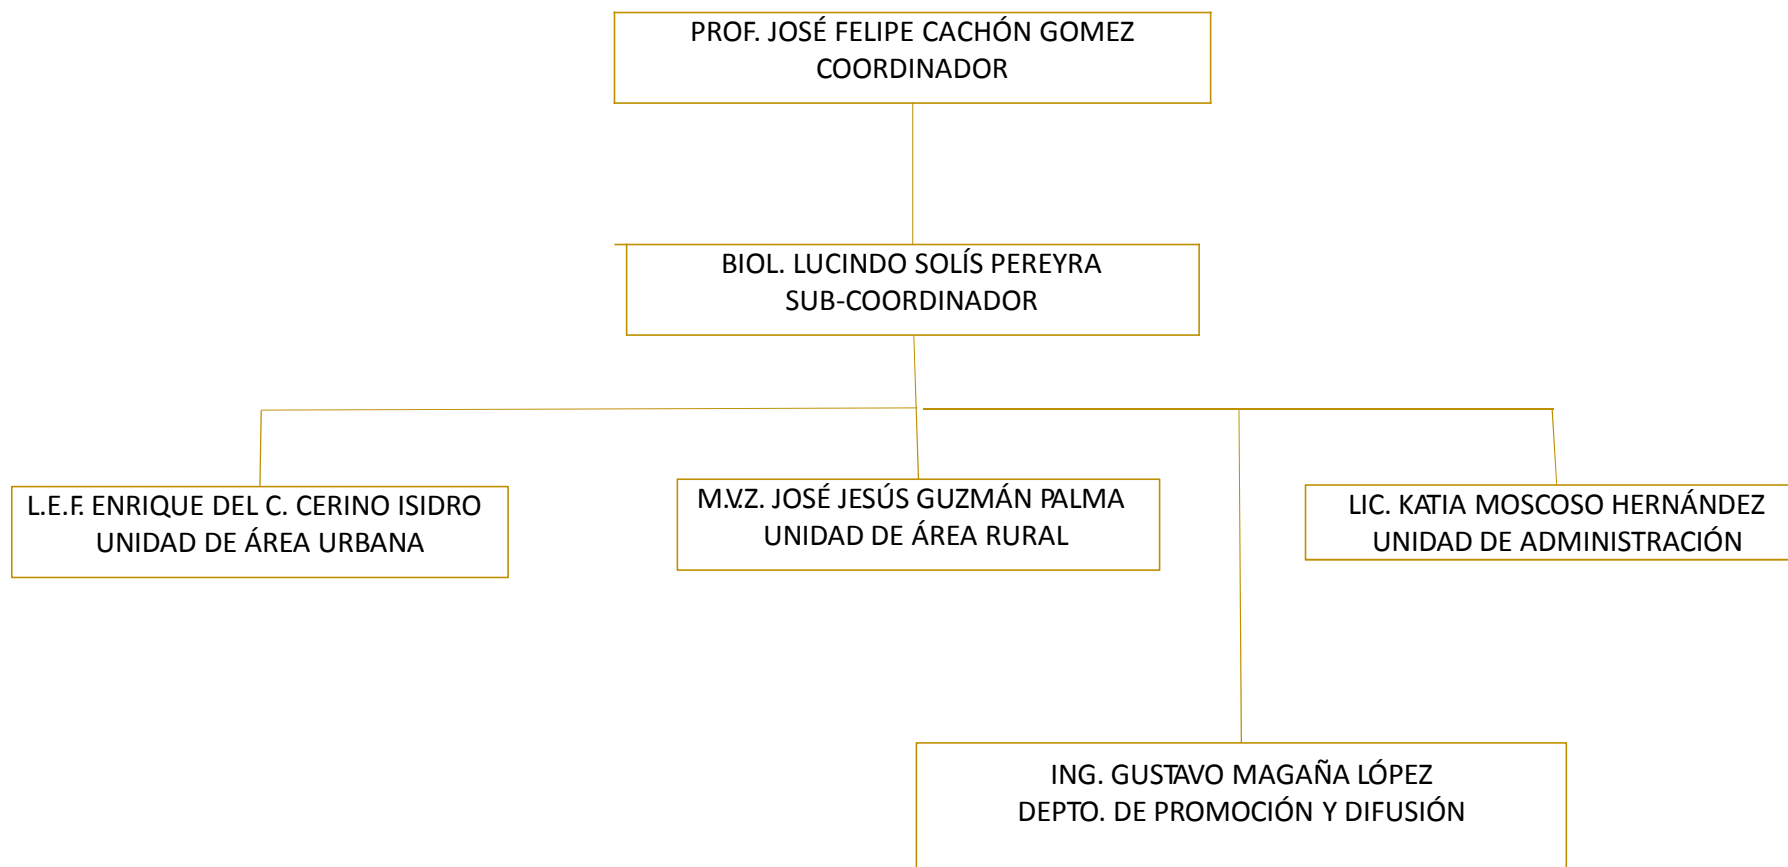 PROF. JOSÉ FELIPE CACHÓN GOMEZ
COORDINADOR
BIOL. LUCINDO SOLÍS PEREYRA
SUB-COORDINADOR
L.E.F. ENRIQUE DEL C. CERINO ISIDRO
UNIDAD DE ÁREA URBANA
M.V.Z. JOSÉ JESÚS GUZMÁN PALMA
UNIDAD DE ÁREA RURAL
LIC. KATIA MOSCOSO HERNÁNDEZ
UNIDAD DE ADMINISTRACIÓN
ING. GUSTAVO MAGAÑA LÓPEZ
DEPTO. DE PROMOCIÓN Y DIFUSIÓN